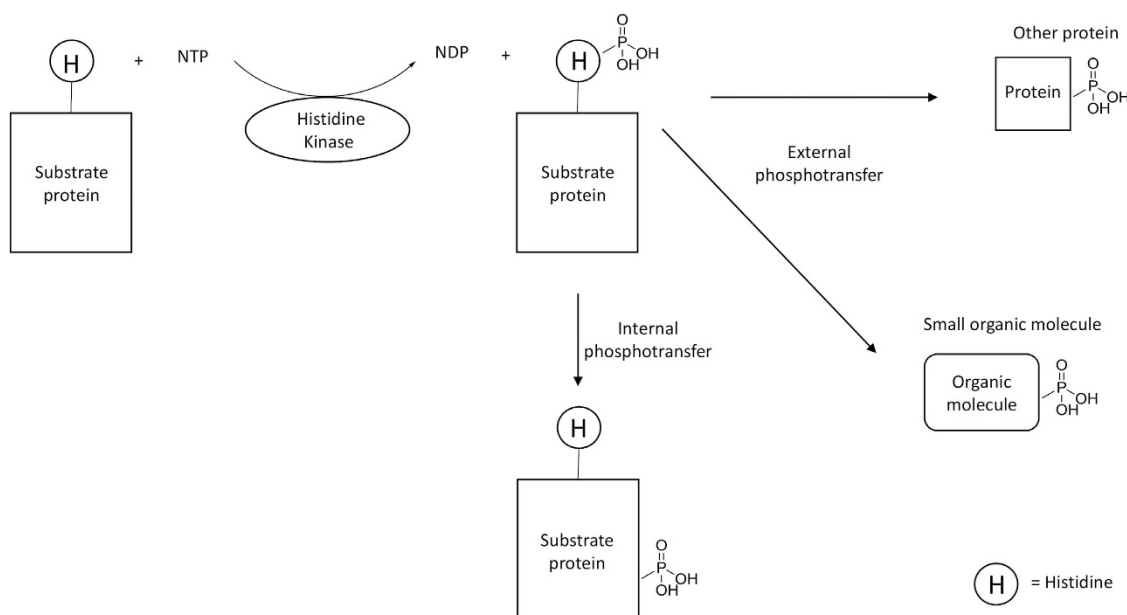 H
+
NTP
NDP
+
H
O
P
OH
OH
Histidine
Kinase
Substrate
protein
Substrate
protein
Other protein
Protein
O
P
OH
OH
External
phosphotransfer
Internal
phosphotransfer
Small organic molecule
Organic
molecule
O
P
OH
OH
H
Substrate
protein
O
P
OH
OH
H = Histidine